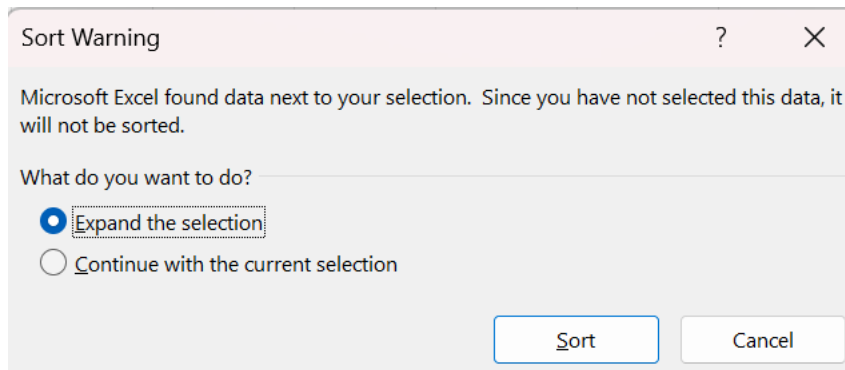 Sort Warning ?
Microsoft Excel found data next to your selection. Since you have not selected this data, it
will not be sorted.
What do you want to do?
Expand the selection
Continue with the current selection
Sort Cancel